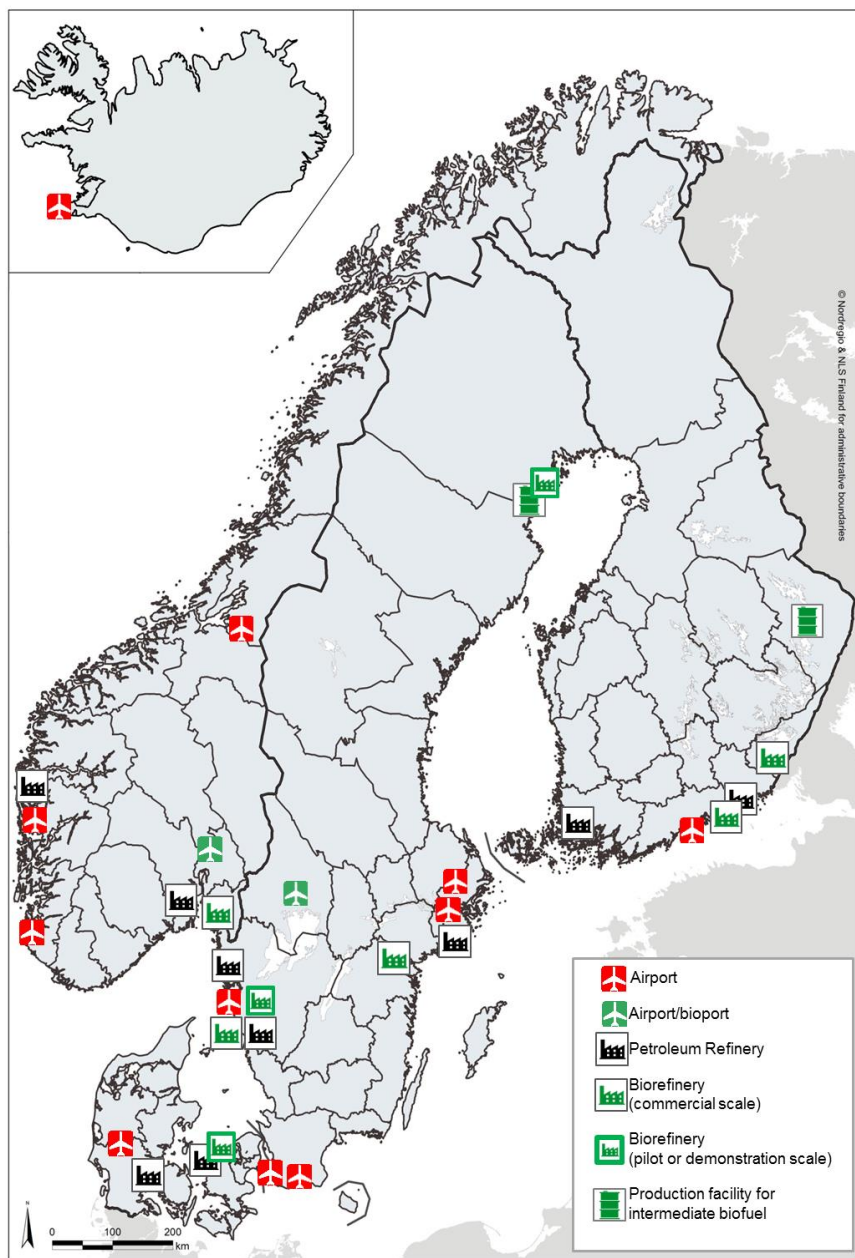 © Nordregio & NLS Finland for administrative boundaries
Airport
Airport/bioport
Petroleum Refinery
Biorefinery
(commercial scale)
Biorefinery
(pilot or demonstration scale)
Production facility for
intermediate biofuel
N
0 100 200
km